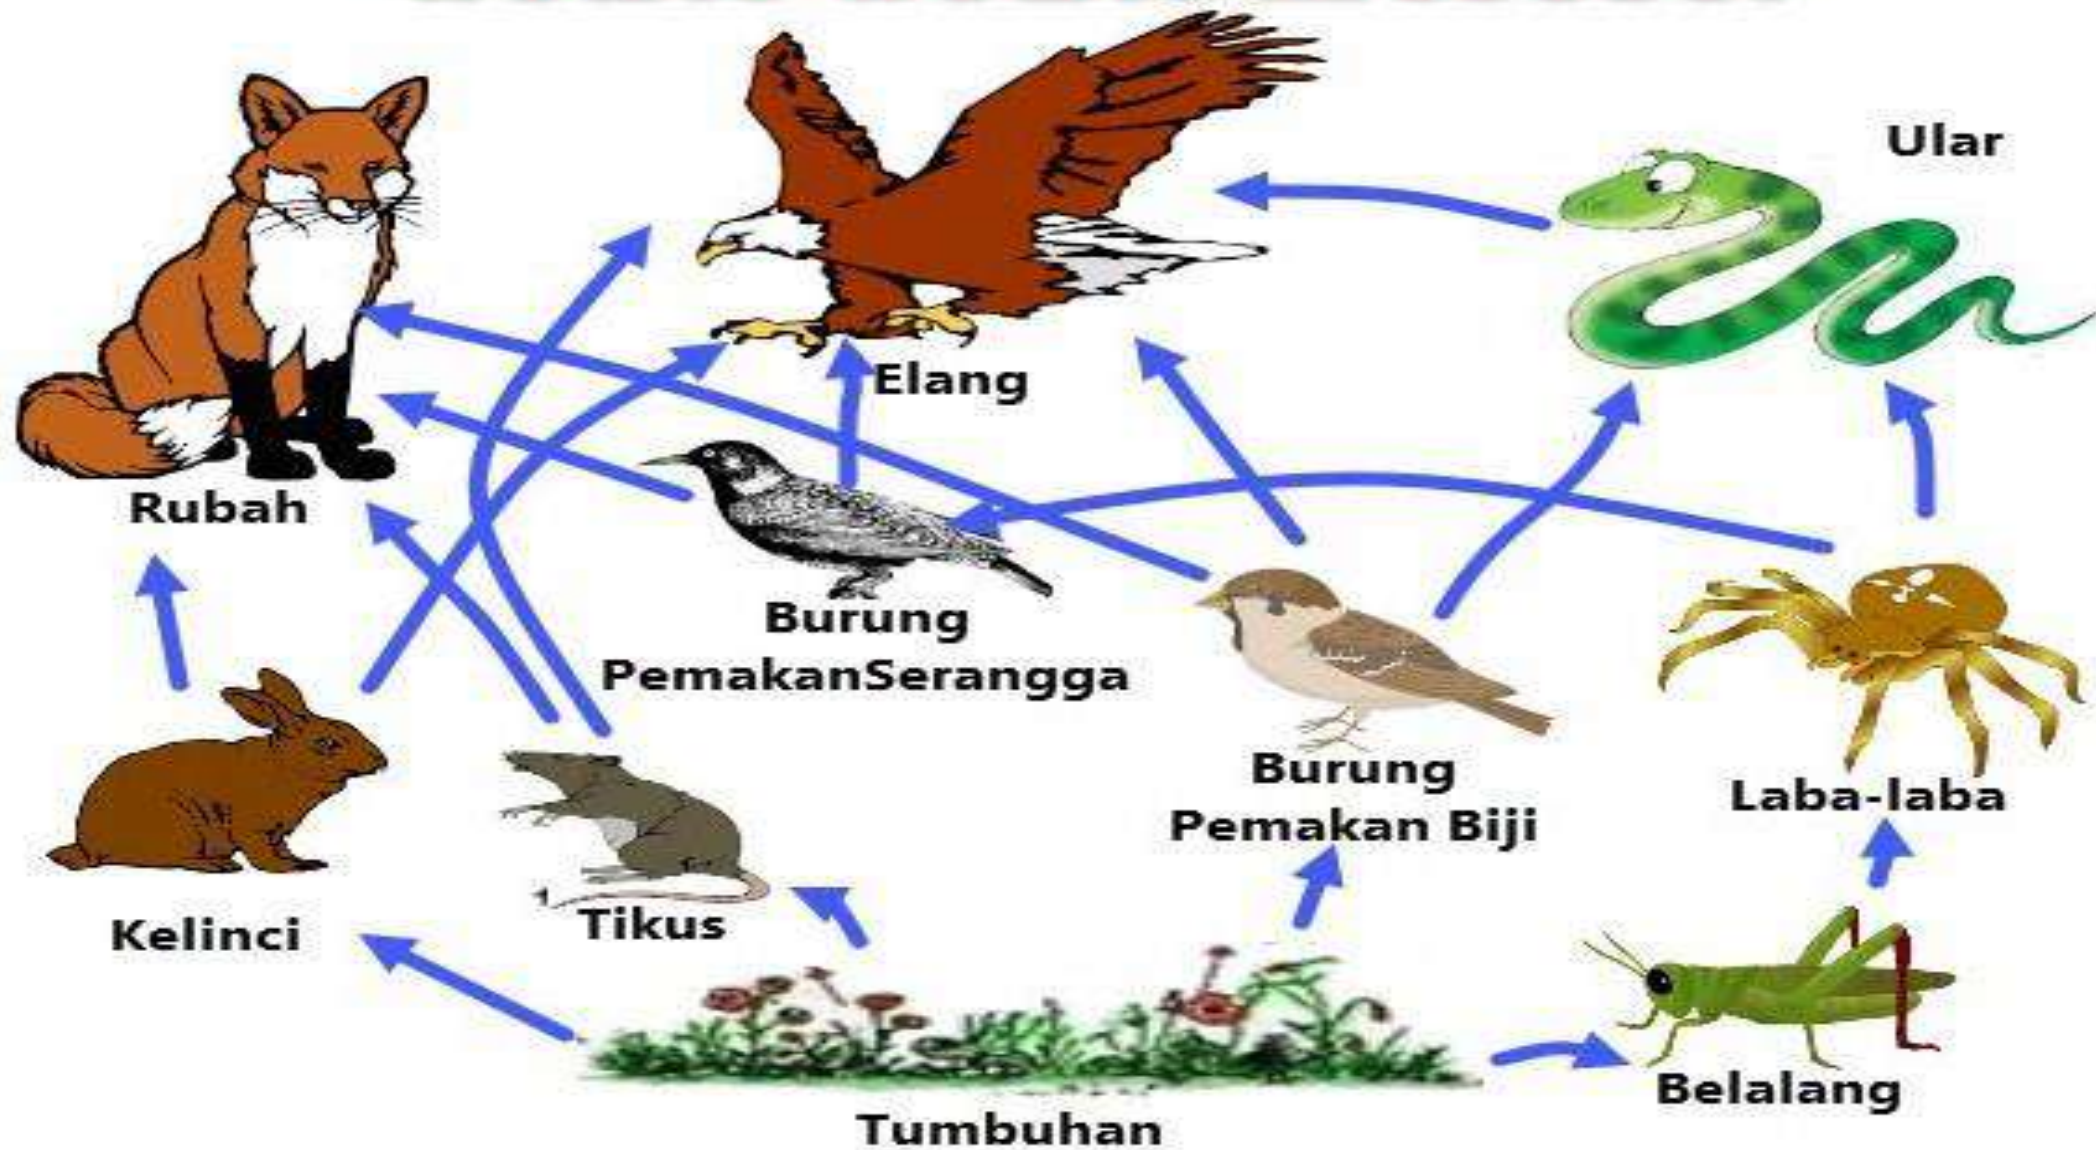 Ular
Elang
Rubah
Burung
PemakanSerangga
Burung
Pemakan Biji
Laba-laba
Kelinci
Tikus
Belalang
Tumbuhan